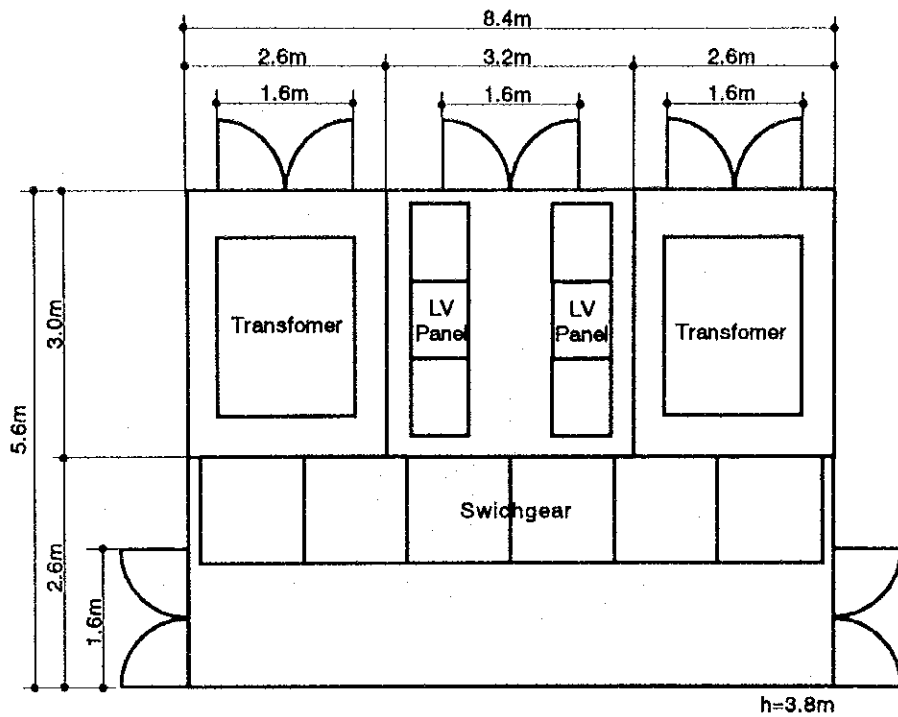 8.4m
2.6m
3.2m
2.6m
1.6m
1.6m
1.6m
Transfomer
LV
Panel
LV
Panel
Transfomer
3.0m
5.6m
Swichgear
2.6m
1.6m
h=3.8m